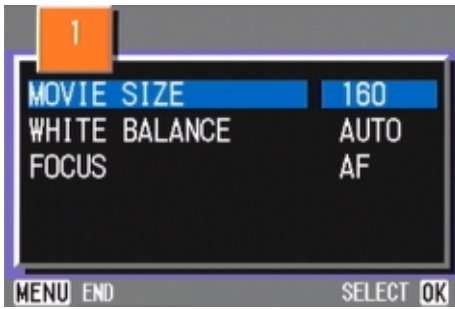 1
MOVIE SIZE 160
WHITE BALANCE AUTO
FOCUS AF
MENU END SELECT OK